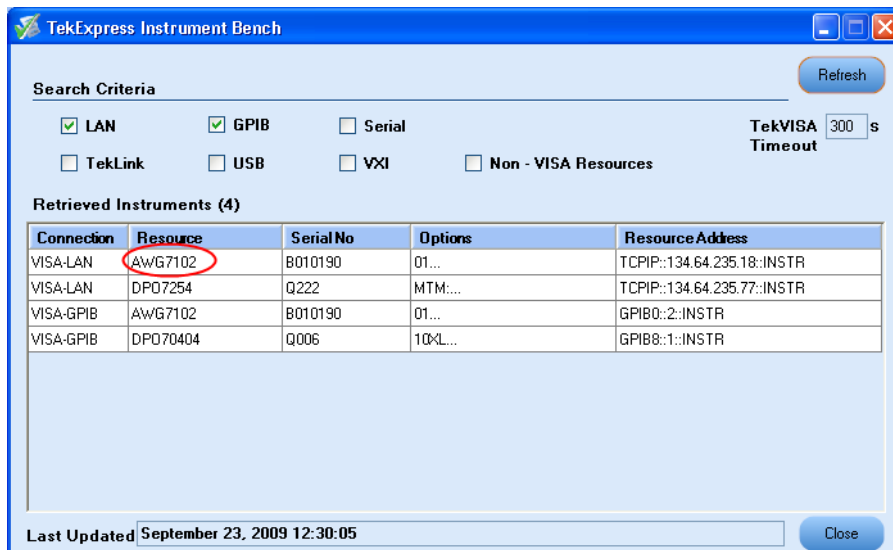 TekExpress Instrument Bench
Refresh
Search Criteria
LAN GPIB Serial TekVISA 300 s
Timeout
TekLink USB VXI Non - VISA Resources
Retrieved Instruments (4)
Connection Resource Serial No Options Resource Address
VISA-LAN AWG7102 B010190 01... TCPIP::134.64.235.18::INSTR
VISA-LAN DPO7254 Q222 MTM:... TCPIP::134.64.235.77::INSTR
VISA-GPIB AWG7102 B010190 01... GPIB0::2::INSTR
VISA-GPIB DPO70404 Q006 10XL... GPIB8::1::INSTR
Last Updated September 23, 2009 12:30:05 Close